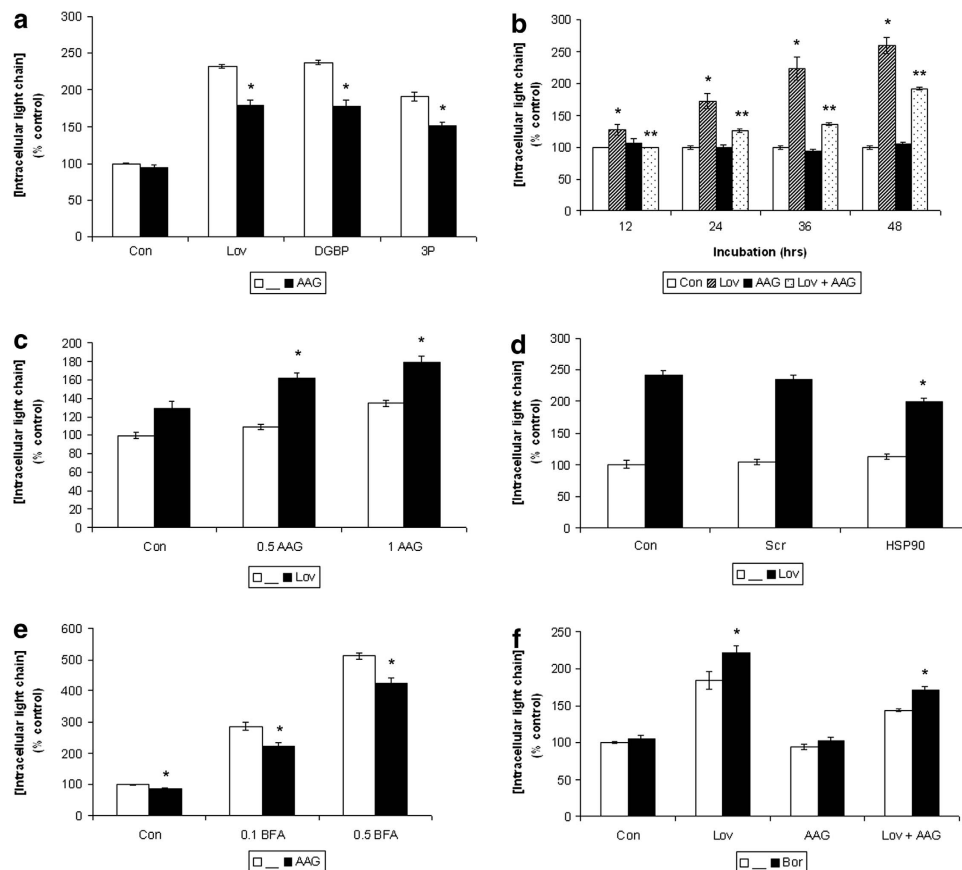 a
[Intracellular light chain]
(% control)
300
250
200
150
100
50
0
*
*
*
Con Lov DGBP 3P
__ AAG
b
[Intracellular light chain]
(% control)
300
250
200
150
100
50
0
*
**
*
**
*
**
*
**
12 24 36 48
Incubation (hrs)
Con Lov AAG Lov + AAG
c
[Intracellular light chain]
(% control)
200
180
160
140
120
100
80
60
40
20
0
*
*
Con 0.5 AAG 1 AAG
__ Lov
d
[Intracellular light chain]
(% control)
300
250
200
150
100
50
0
*
Con Scr HSP90
__ Lov
e
[Intracellular light chain]
(% control)
600
500
400
300
200
100
0
*
*
*
Con 0.1 BFA 0.5 BFA
__ AAG
f
[Intracellular light chain]
(% control)
250
200
150
100
50
0
*
*
Con Lov AAG Lov + AAG
__ Bor